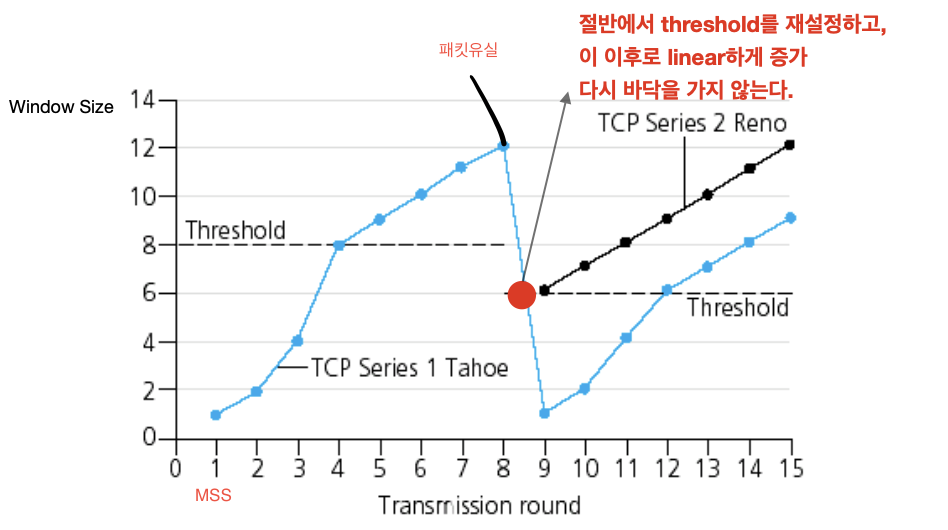 절반에서 threshold를 재설정하고,
이 이후로 linear하게 증가
다시 바닥을 가지 않는다.
패킷유실
Window Size
14
12
10
8
6
4
2
0
TCP Series 2 Reno
Threshold
Threshold
TCP Series 1 Tahoe
0 1 2 3 4 5 6 7 8 9 10 11 12 13 14 15
MSS
Transmission round